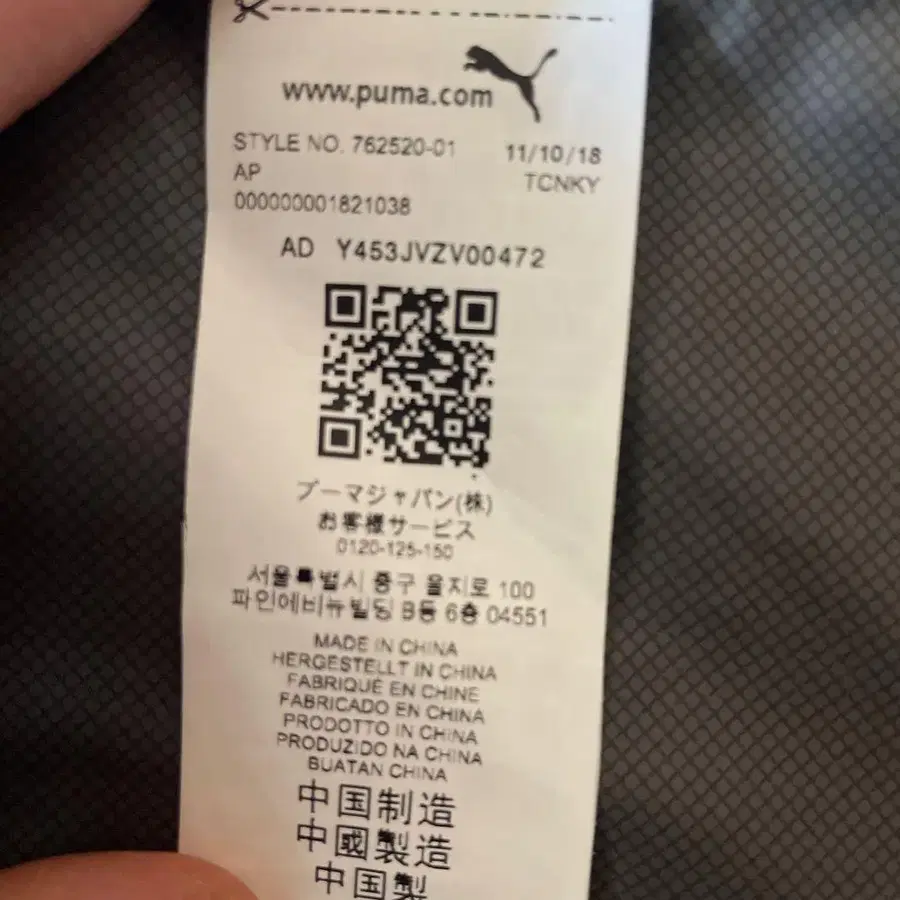 www.puma.com
STYLE NO. 762520-01 11/10/18
AP TCNKY
000000001821038
AD Y453JVZV00472
プーマジャパン(株)
お客様サービス
0120-125-150
서울특별시 중구 을지로 100
파인에비뉴빌딩 B동 6층 04551
MADE IN CHINA
HERGESTELLT IN CHINA
FABRIQUÉ EN CHINE
FABRICADO EN CHINA
PRODOTTO IN CHINA
PRODUZIDO NA CHINA
BUATAN CHINA
中国制造
中國製造
中国製